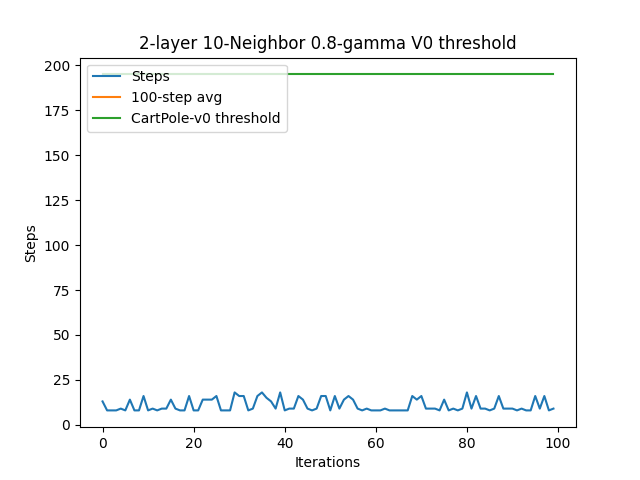 2-layer 10-Neighbor 0.8-gamma V0 threshold
200
175
150
125
100
75
50
25
0
Steps
Steps
100-step avg
CartPole-v0 threshold
0 20 40 60 80 100
Iterations